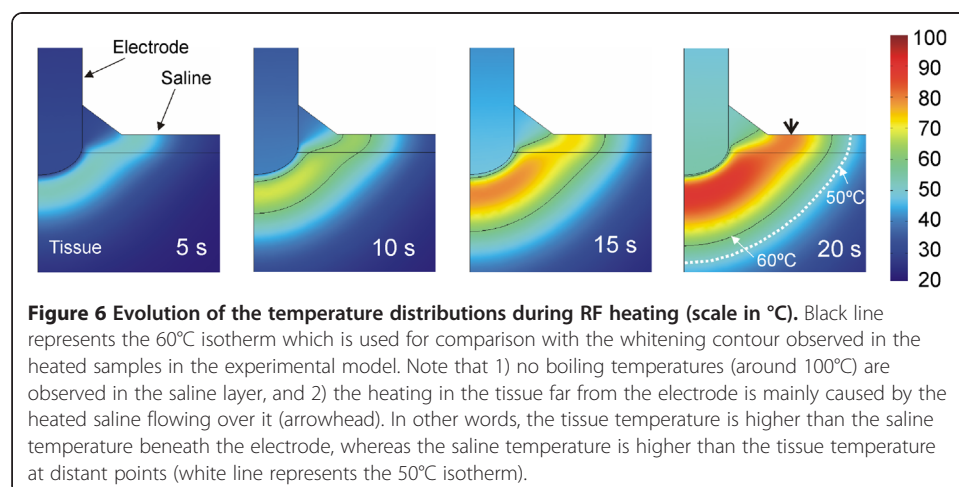 Electrode
Saline
Tissue
5 s
10 s
15 s
50°C
60°C
20 s
100
90
80
70
60
50
40
30
20
Figure 6 Evolution of the temperature distributions during RF heating (scale in °C). Black line
represents the 60°C isotherm which is used for comparison with the whitening contour observed in the
heated samples in the experimental model. Note that 1) no boiling temperatures (around 100°C) are
observed in the saline layer, and 2) the heating in the tissue far from the electrode is mainly caused by the
heated saline flowing over it (arrowhead). In other words, the tissue temperature is higher than the saline
temperature beneath the electrode, whereas the saline temperature is higher than the tissue temperature
at distant points (white line represents the 50°C isotherm).